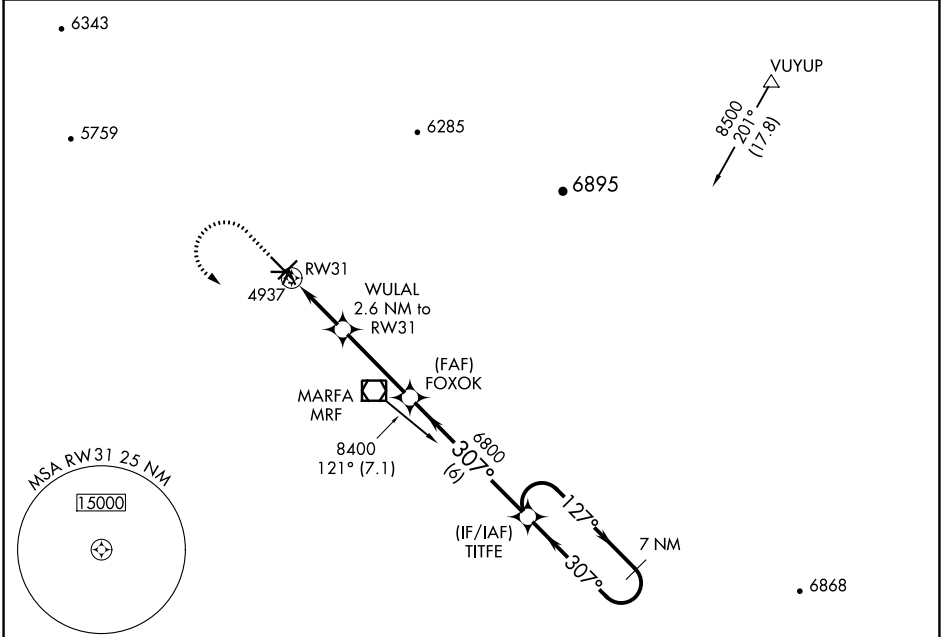 6343
VUYUP
5759
6285
8500
201°
(17.8)
6895
RW31
4937
WULAL
2.6 NM to
RW31
(FAF)
FOXOK
MARFA
MRF
8400
121° (7.1)
6800
307°
(6)
MSA RW31 25 NM
15000
127°
(IF/IAF)
TITFE
7 NM
307°
6868